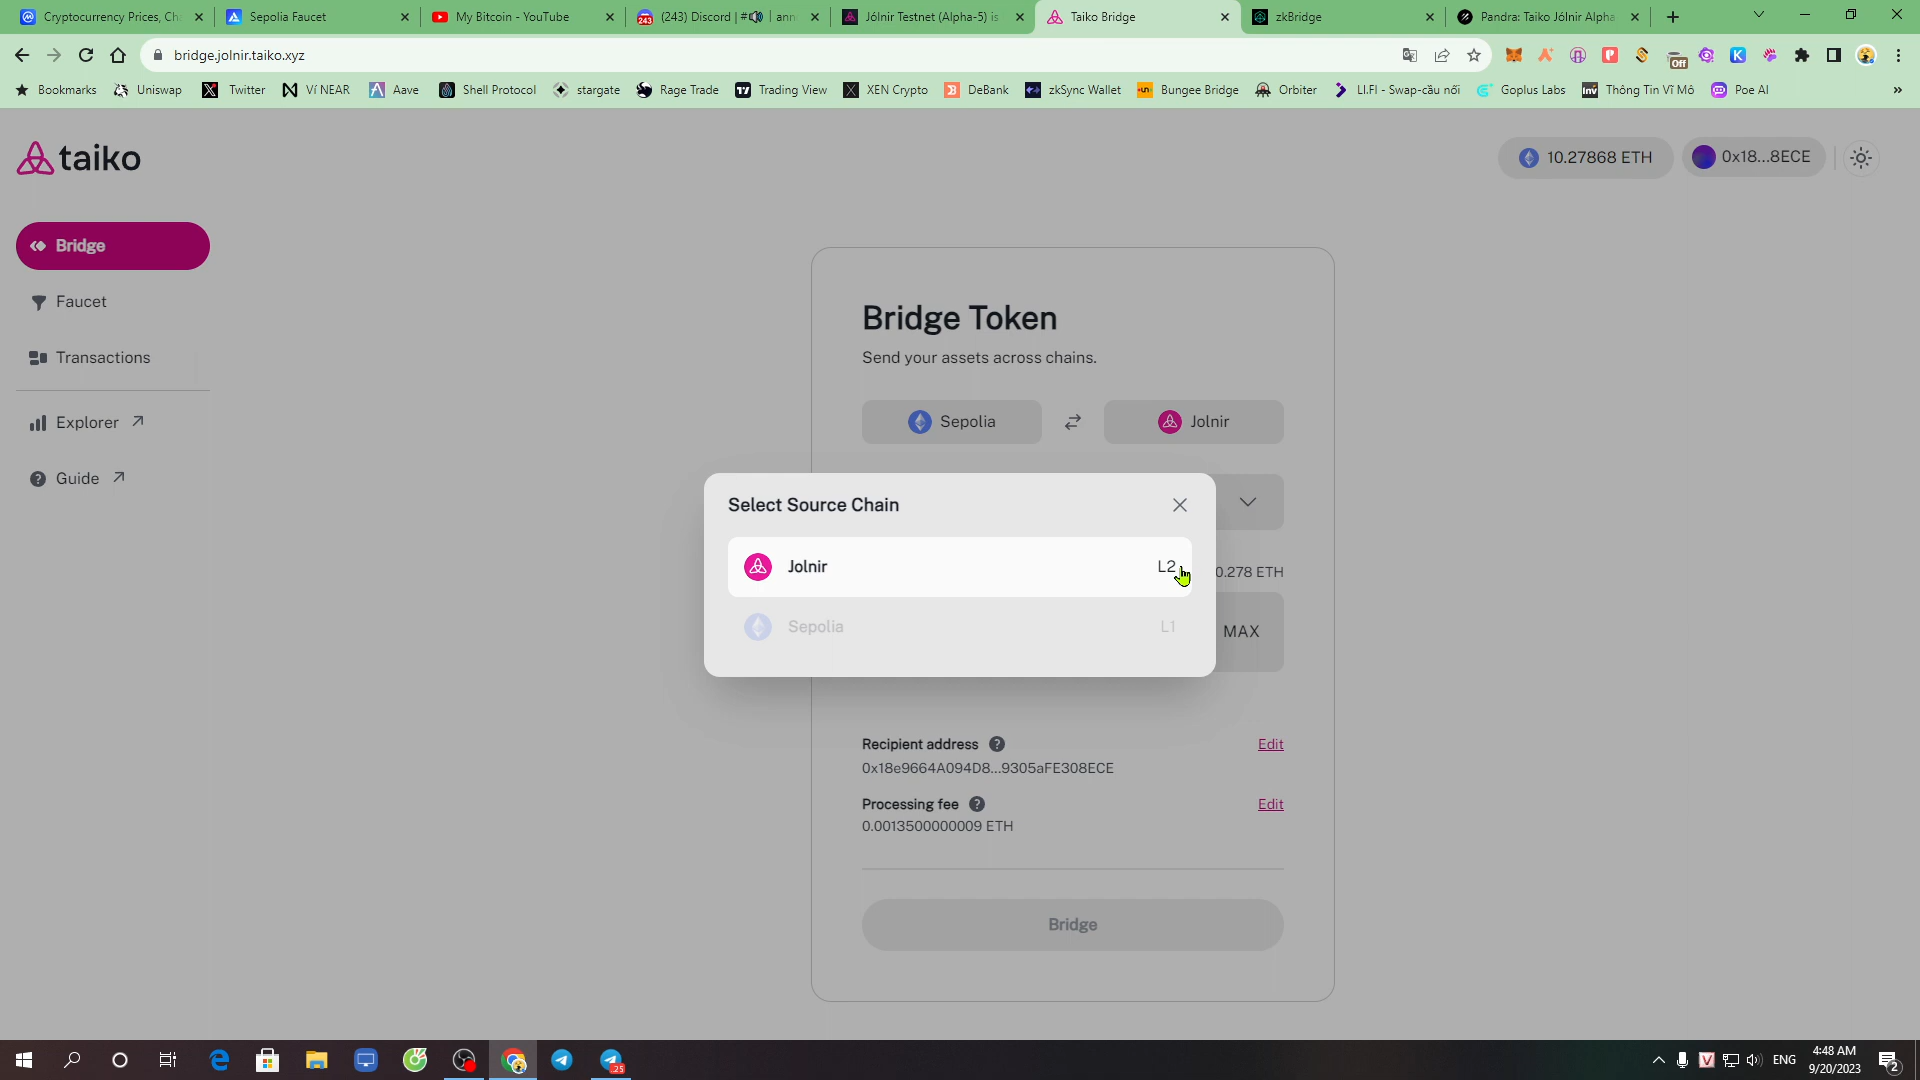 Cryptocurrency Prices, Ch
Sepolia Faucet
My Bitcoin - YouTube
243
(243) Discord | #🔊 | ann
Jólnir Testnet (Alpha-5) is
Taiko Bridge
zkBridge
Pandra: Taiko Jólnir Alpha
bridge.jolnir.taiko.xyz
Off
Bookmarks
Uniswap
Twitter
Ví NEAR
Aave
Shell Protocol
stargate
Rage Trade
Trading View
XEN Crypto
DeBank
zkSync Wallet
Bungee Bridge
Orbiter
LI.FI - Swap-cầu nối
Goplus Labs
Thông Tin Vĩ Mô
Poe AI
taiko
10.27868 ETH
0x18...8ECE
Bridge
Faucet
Transactions
Explorer
Guide
Bridge Token
Send your assets across chains.
Sepolia
Jolnir
Select Source Chain
Jolnir
L2
0.278 ETH
Sepolia
L1
MAX
Recipient address
Edit
0x18e9664A094D8...9305aFE308ECE
Processing fee
Edit
0.0013500000009 ETH
Bridge
25
ENG
4:48 AM
9/20/2023
2